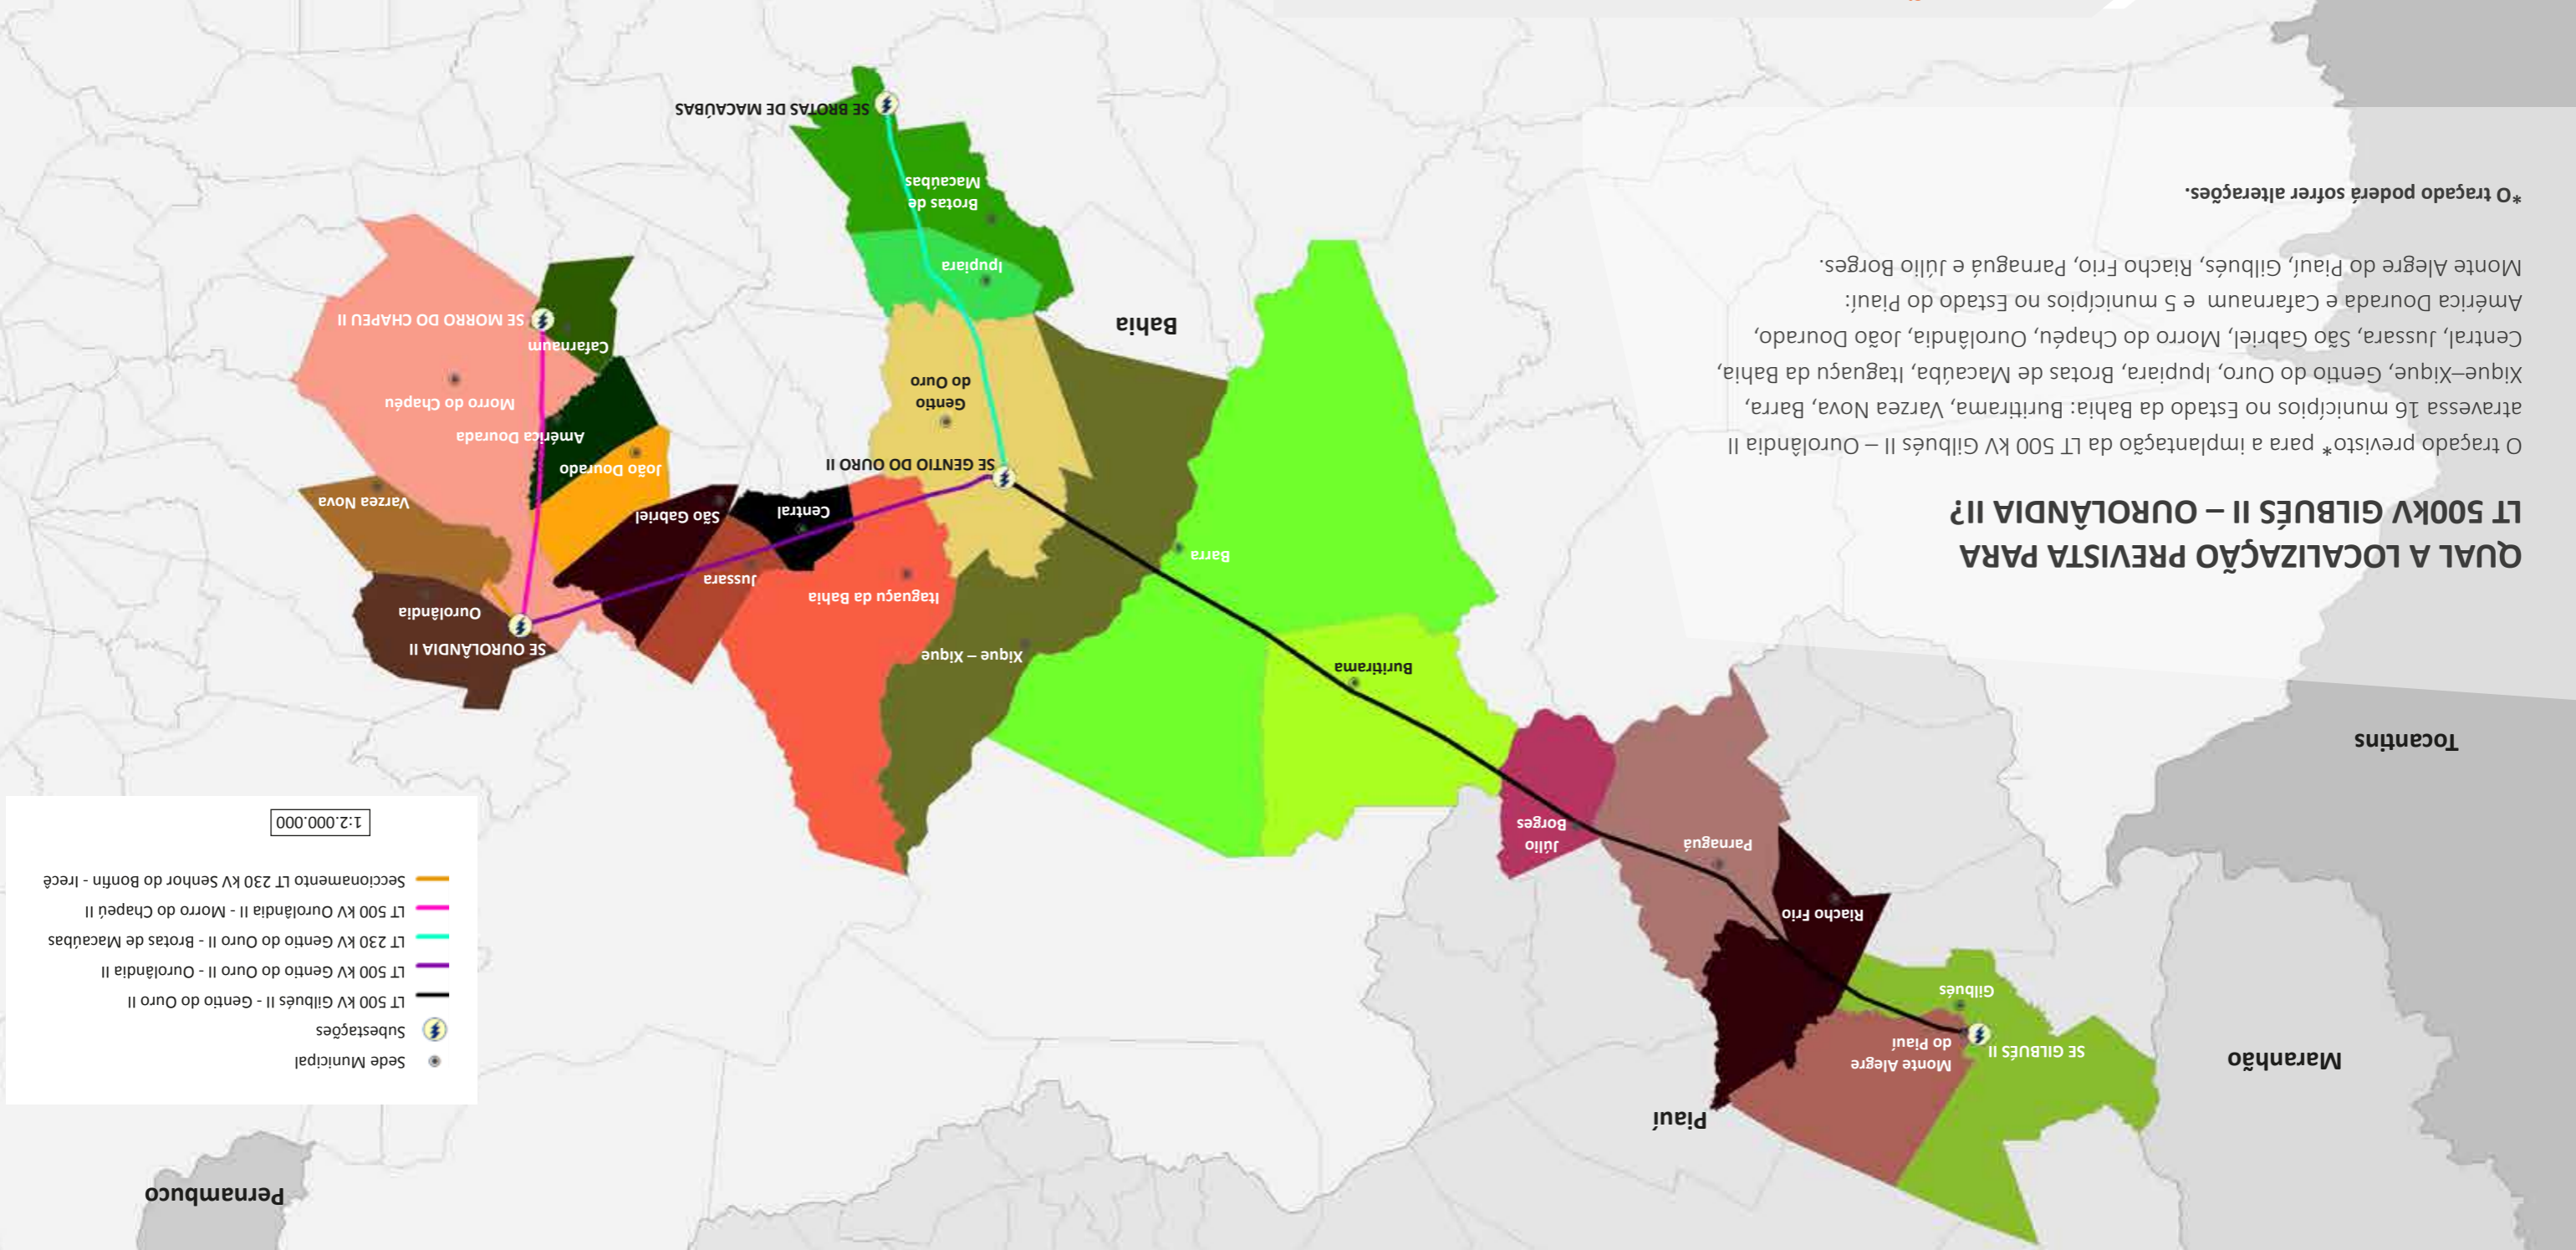 Pernambuco
Piauí
Maranhão
Tocantins
Bahia
SE GILBUÉS II
Monte Alegre
do Piauí
Gilbués
Riacho Frio
Parnaguá
Júlio
Borges
Buritirama
Barra
Xique – Xique
Itaguaçu da Bahia
Jussara
Central
São Gabriel
SE OUROLÂNDIA II
Ourolândia
Varzea Nova
João Dourado
América Dourada
Morro do Chapéu
Cafarnaum
SE MORRO DO CHAPEU II
SE GENTIO DO OURO II
Gentio
do Ouro
Ipupiara
Brotas de
Macaúbas
SE BROTAS DE MACAÚBAS
Sede Municipal
Subestações
LT 500 kV Gilbués II - Gentio do Ouro II
LT 500 kV Gentio do Ouro II - Ourolândia II
LT 230 kV Gentio do Ouro II - Brotas de Macaúbas
LT 500 kV Ourolândia II - Morro do Chapeú II
Seccionamento LT 230 kV Senhor do Bonfin - Irecê
1:2.000.000
QUAL A LOCALIZAÇÃO PREVISTA PARA
LT 500kV GILBUÉS II – OUROLÂNDIA II?
O traçado previsto* para a implantação da LT 500 kV Gilbués II – Ourolândia II
atravessa 16 municípios no Estado da Bahia: Buritirama, Varzea Nova, Barra,
Xique–Xique, Gentio do Ouro, Ipupiara, Brotas de Macaúba, Itaguaçu da Bahia,
Central, Jussara, São Gabriel, Morro do Chapéu, Ourolândia, João Dourado,
América Dourada e Cafarnaum e 5 municípios no Estado do Piauí:
Monte Alegre do Piauí, Gilbués, Riacho Frio, Parnaguá e Júlio Borges.
*O traçado poderá sofrer alterações.